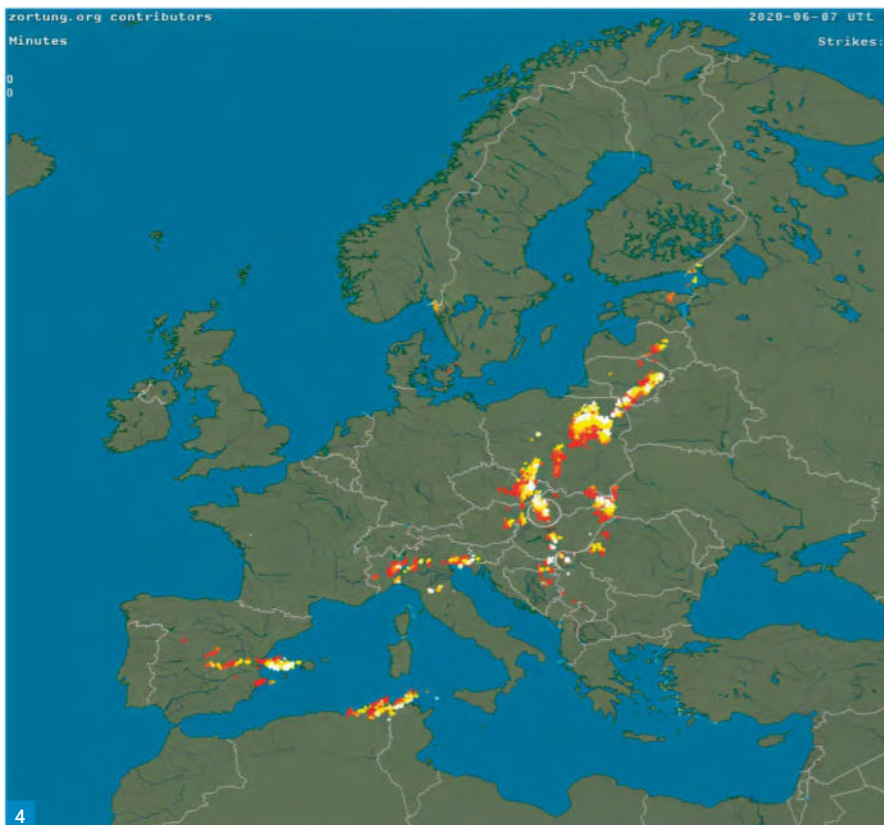 zortung.org contributors
2020-06-07 UTC
Minutes
Strikes:
0
0
4